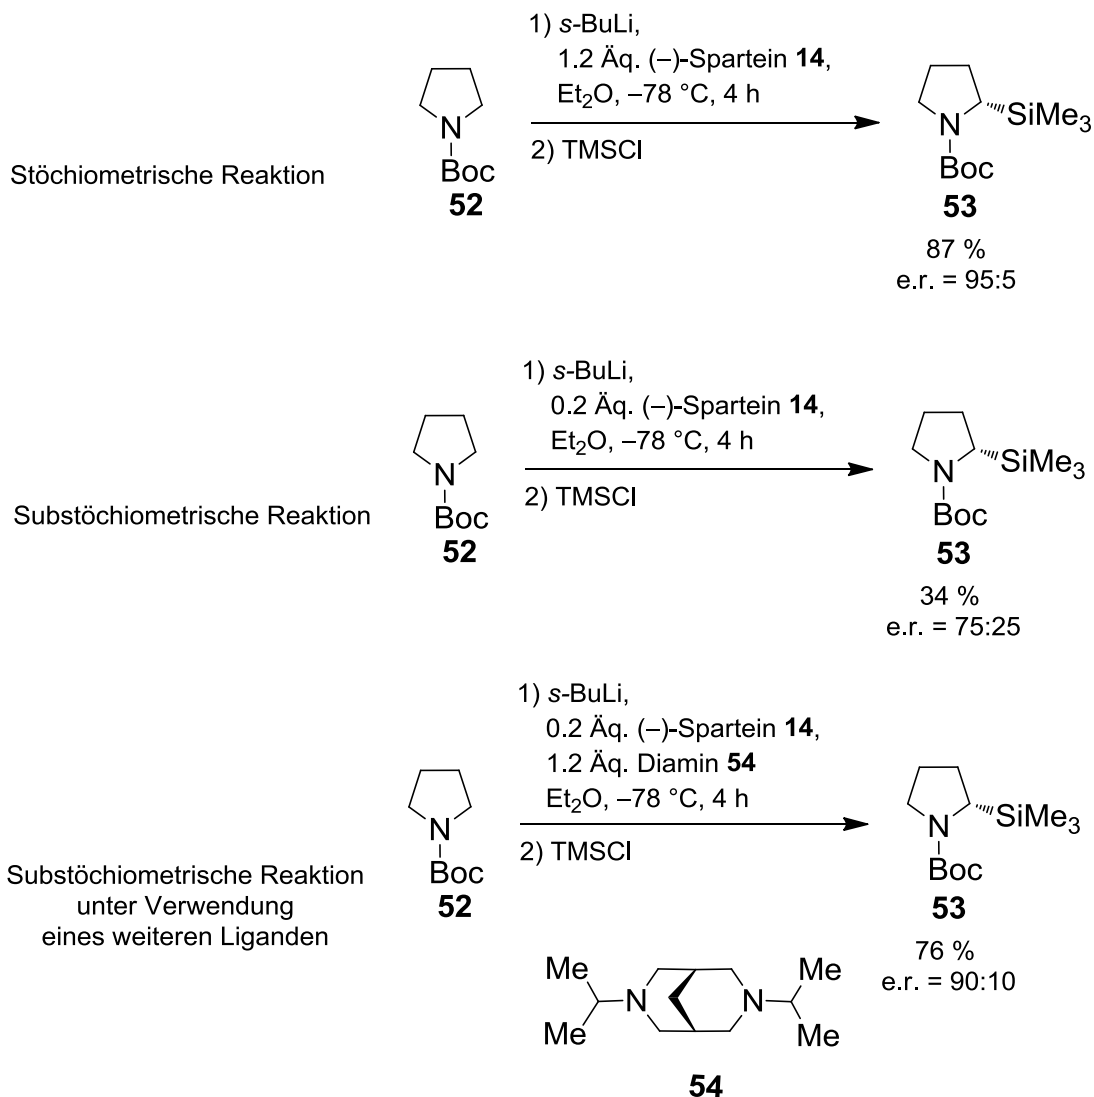 1) s-BuLi,
1.2 Äq. (–)-Spartein 14,
Et2O, –78 °C, 4 h
2) TMSCl
N
Boc
52
N
SiMe3
Boc
53
Stöchiometrische Reaktion
87 %
e.r. = 95:5
1) s-BuLi,
0.2 Äq. (–)-Spartein 14,
Et2O, –78 °C, 4 h
2) TMSCl
N
Boc
52
N
SiMe3
Boc
53
Substöchiometrische Reaktion
34 %
e.r. = 75:25
1) s-BuLi,
0.2 Äq. (–)-Spartein 14,
1.2 Äq. Diamin 54
Et2O, –78 °C, 4 h
2) TMSCl
N
Boc
52
N
SiMe3
Boc
53
Substöchiometrische Reaktion
unter Verwendung
eines weiteren Liganden
76 %
e.r. = 90:10
Me
Me
N
N
Me
Me
54